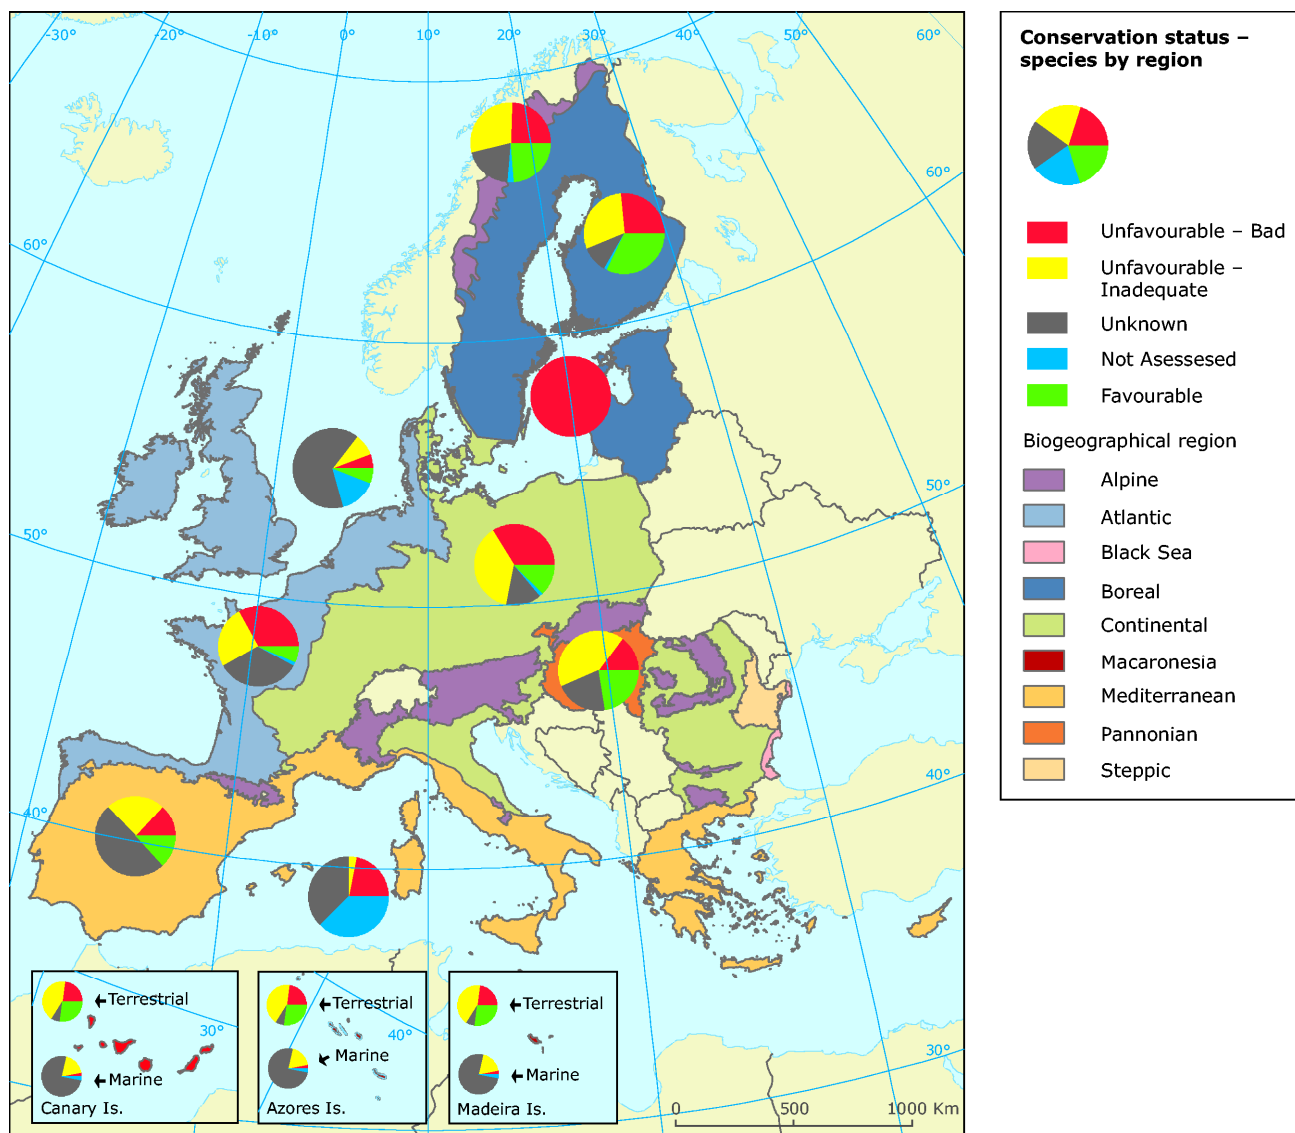 -30°
-20°
-10°
0°
10°
20°
30°
40°
50°
60°
60°
60°
50°
50°
40°
40°
30°
Terrestrial
30°
Marine
Canary Is.
Terrestrial
40°
Marine
Azores Is.
Terrestrial
Marine
Madeira Is.
0 500 1000 Km
Conservation status –
species by region
Unfavourable – Bad
Unfavourable –
Inadequate
Unknown
Not Asessesed
Favourable
Biogeographical region
Alpine
Atlantic
Black Sea
Boreal
Continental
Macaronesia
Mediterranean
Pannonian
Steppic